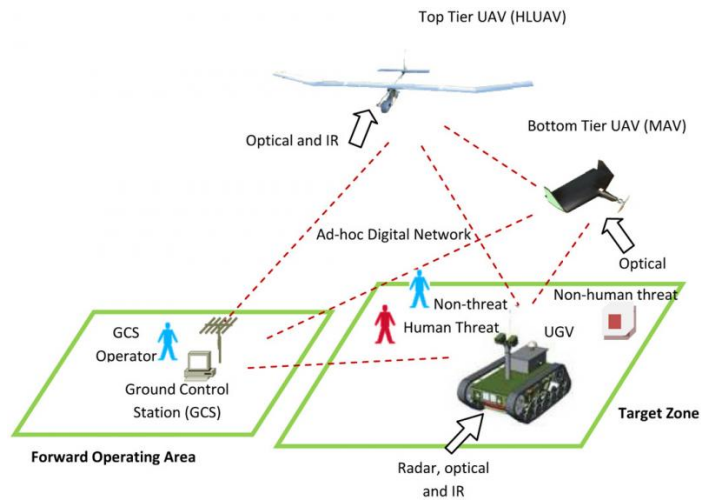 Top Tier UAV (HLUAV)
Optical and IR
Bottom Tier UAV (MAV)
Ad-hoc Digital Network
Optical
Non-threat
Non-human threat
Human Threat
UGV
GCS
Operator
Ground Control
Station (GCS)
Target Zone
Forward Operating Area
Radar, optical
and IR